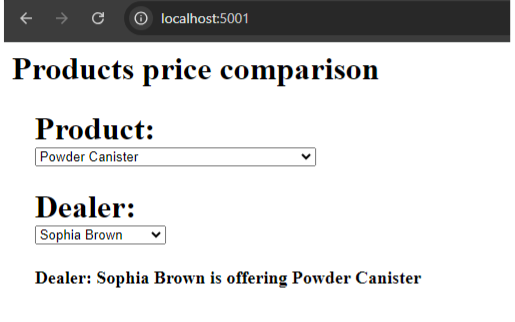 localhost:5001
Products price comparison
Product:
Powder Canister
Dealer:
Sophia Brown
Dealer: Sophia Brown is offering Powder Canister